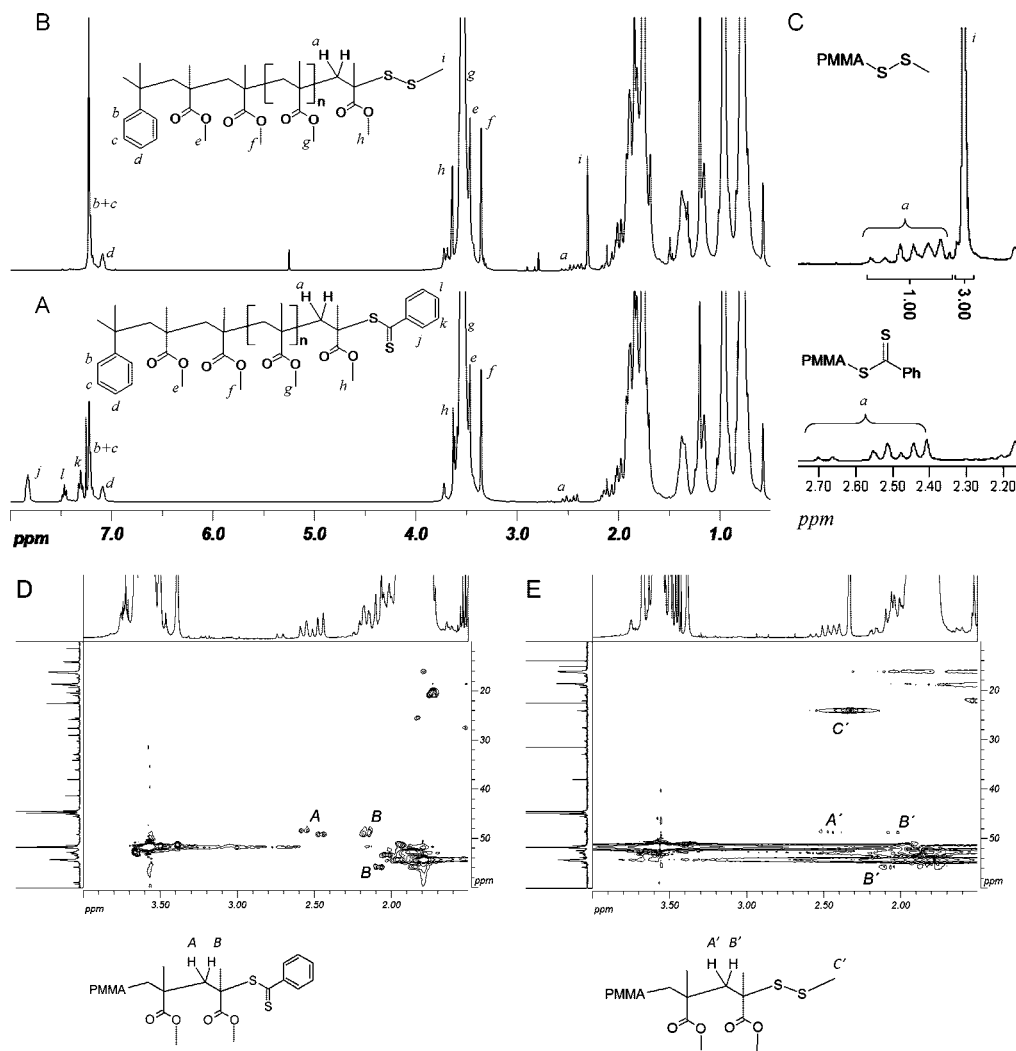 B
C
a
H H
i
S S
n
b
c
d
O O
e
O O
f
O O
g
O O
h
b+c
d
g
e
f
h
i
a
PMMA S S
i
a
1.00
3.00
A
a
H H
l
k
j
S
S
n
b
c
d
O O
e
O O
f
O O
g
O O
h
j
l
k
b+c
d
g
e
f
h
a
PMMA S Ph
S
a
ppm 7.0 6.0 5.0 4.0 3.0 2.0 1.0
2.70 2.60 2.50 2.40 2.30 2.20
ppm
D
E
20
30
40
50
ppm
A
B
B
ppm 3.50 3.00 2.50 2.00
20
30
40
50
ppm
C′
A′
B′
B′
ppm 3.50 3.00 2.50 2.00
A B
H H
PMMA S
S
O O
O O
A′ B′
C′
H H
PMMA S S
O O
O O